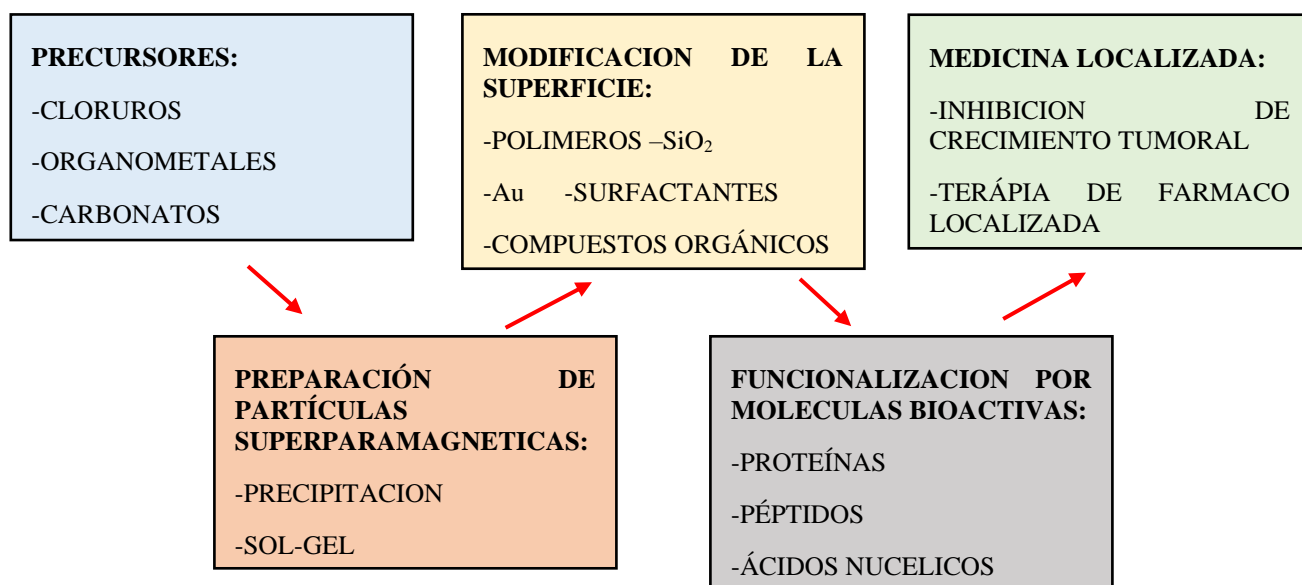 PRECURSORES:
-CLORUROS
-ORGANOMETALES
-CARBONATOS
PREPARACIÓN DE
PARTÍCULAS
SUPERPARAMAGNETICAS:
-PRECIPITACION
-SOL-GEL
MODIFICACION DE LA
SUPERFICIE:
-POLIMEROS –SiO₂
-Au -SURFACTANTES
-COMPUESTOS ORGÁNICOS
FUNCIONALIZACION POR
MOLECULAS BIOACTIVAS:
-PROTEÍNAS
-PÉPTIDOS
-ÁCIDOS NUCELICOS
MEDICINA LOCALIZADA:
-INHIBICION DE
CRECIMIENTO TUMORAL
-TERÁPIA DE FARMACO
LOCALIZADA